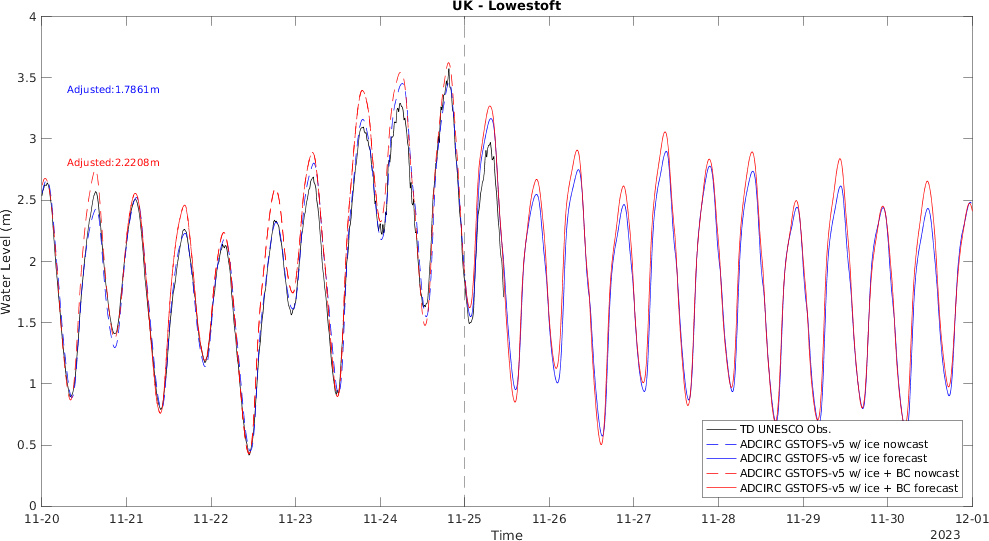 UK - Lowestoft
4
3.5
3
2.5
2
1.5
1
0.5
0
Water Level (m)
Adjusted:1.7861m
Adjusted:2.2208m
TD UNESCO Obs.
ADCIRC GSTOFS-v5 w/ ice nowcast
ADCIRC GSTOFS-v5 w/ ice forecast
ADCIRC GSTOFS-v5 w/ ice + BC nowcast
ADCIRC GSTOFS-v5 w/ ice + BC forecast
11-20 11-21 11-22 11-23 11-24 11-25 11-26 11-27 11-28 11-29 11-30 12-01
Time
2023